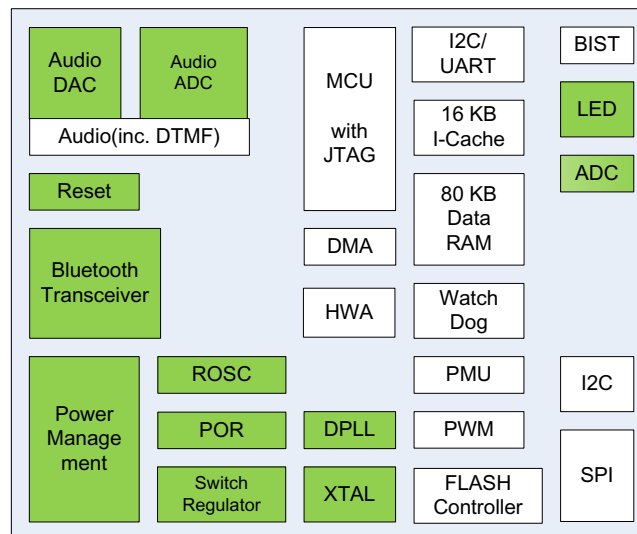 Audio
DAC
Audio
ADC
Audio(inc. DTMF)
Reset
Bluetooth
Transceiver
Power
Manage
ment
ROSC
POR
Switch
Regulator
MCU
with
JTAG
DMA
HWA
DPLL
XTAL
I2C/
UART
16 KB
I-Cache
80 KB
Data
RAM
Watch
Dog
PMU
PWM
FLASH
Controller
BIST
LED
ADC
I2C
SPI